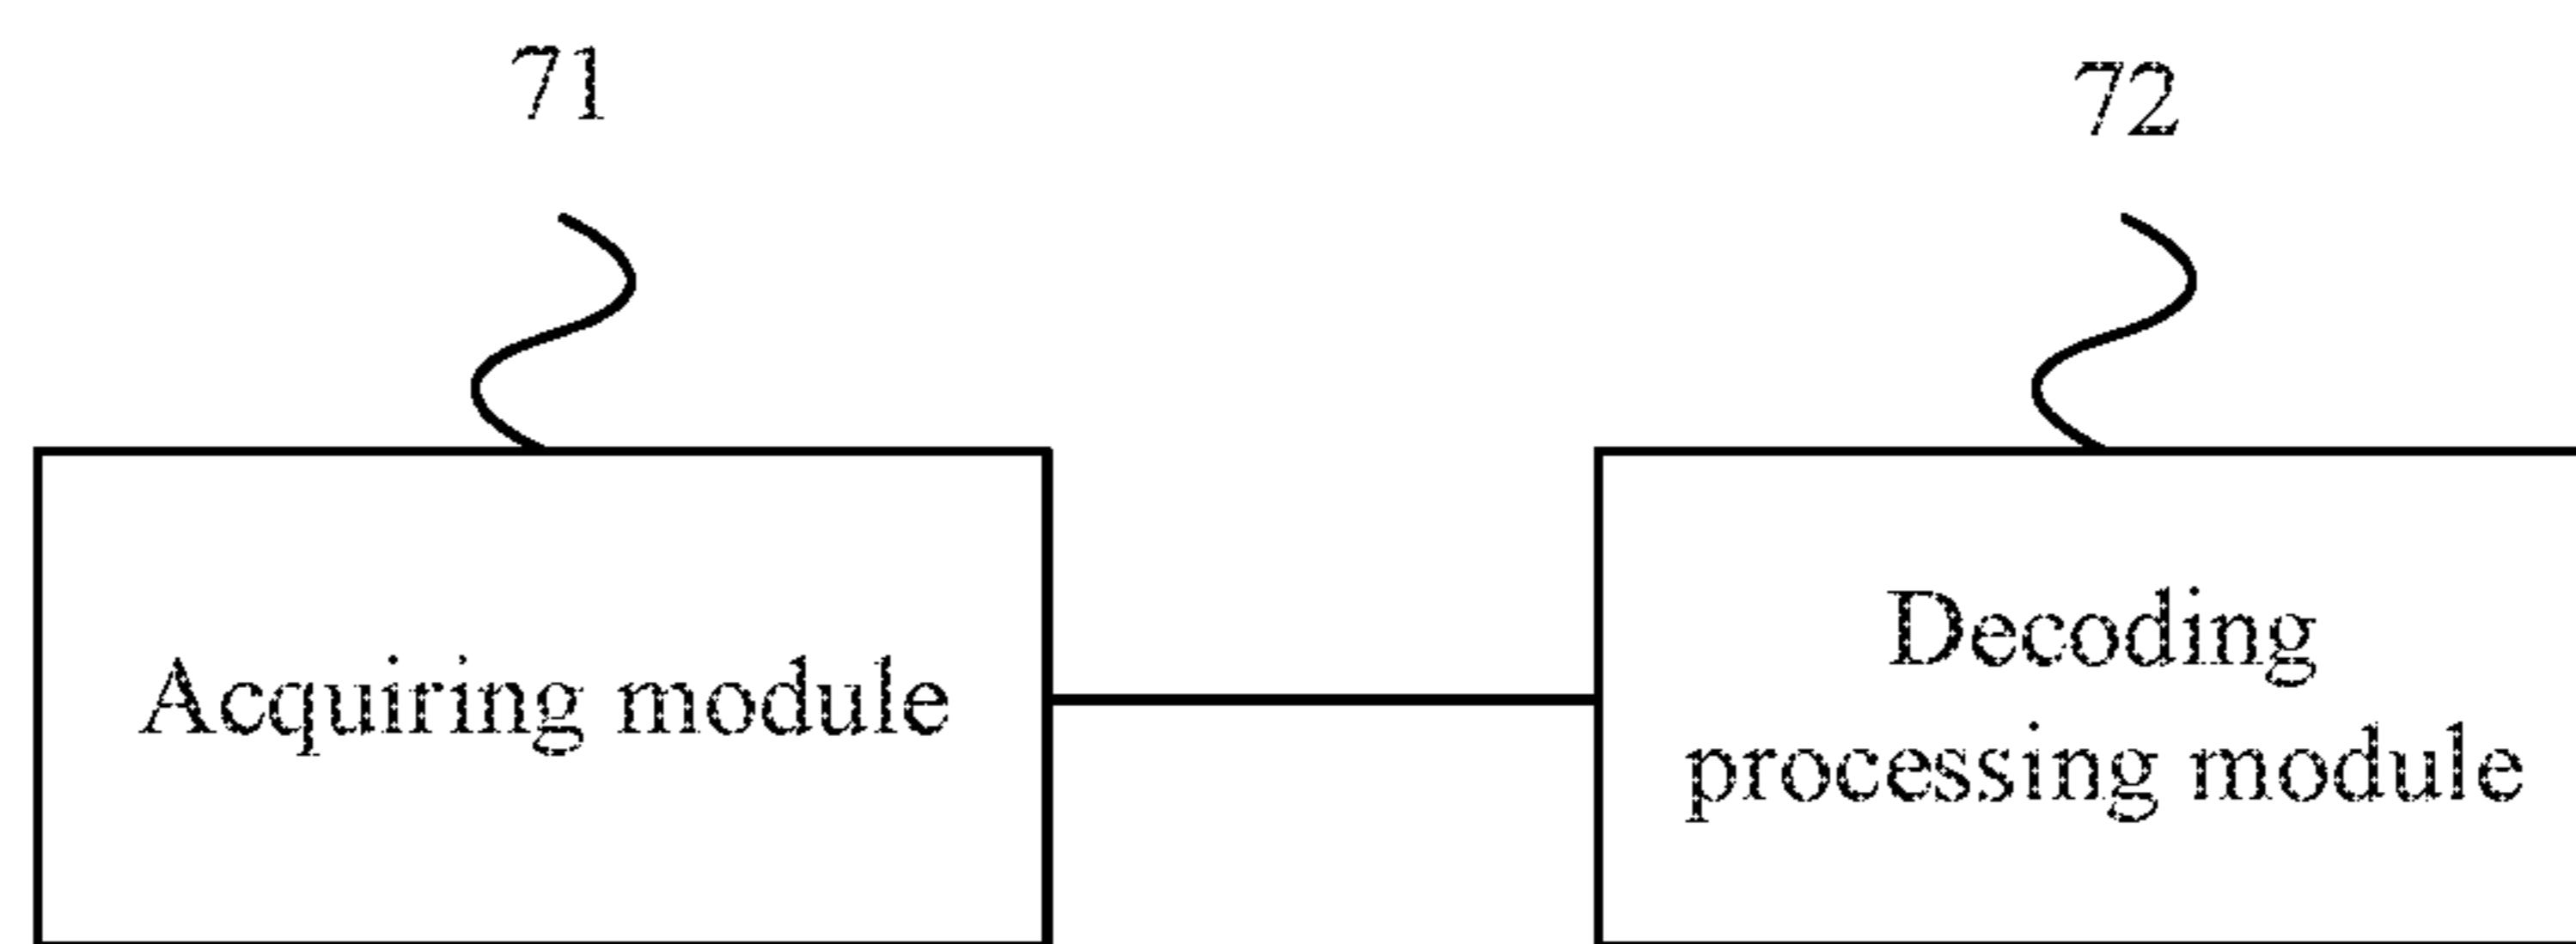 71
72
Acquiring module
Decoding
processing module